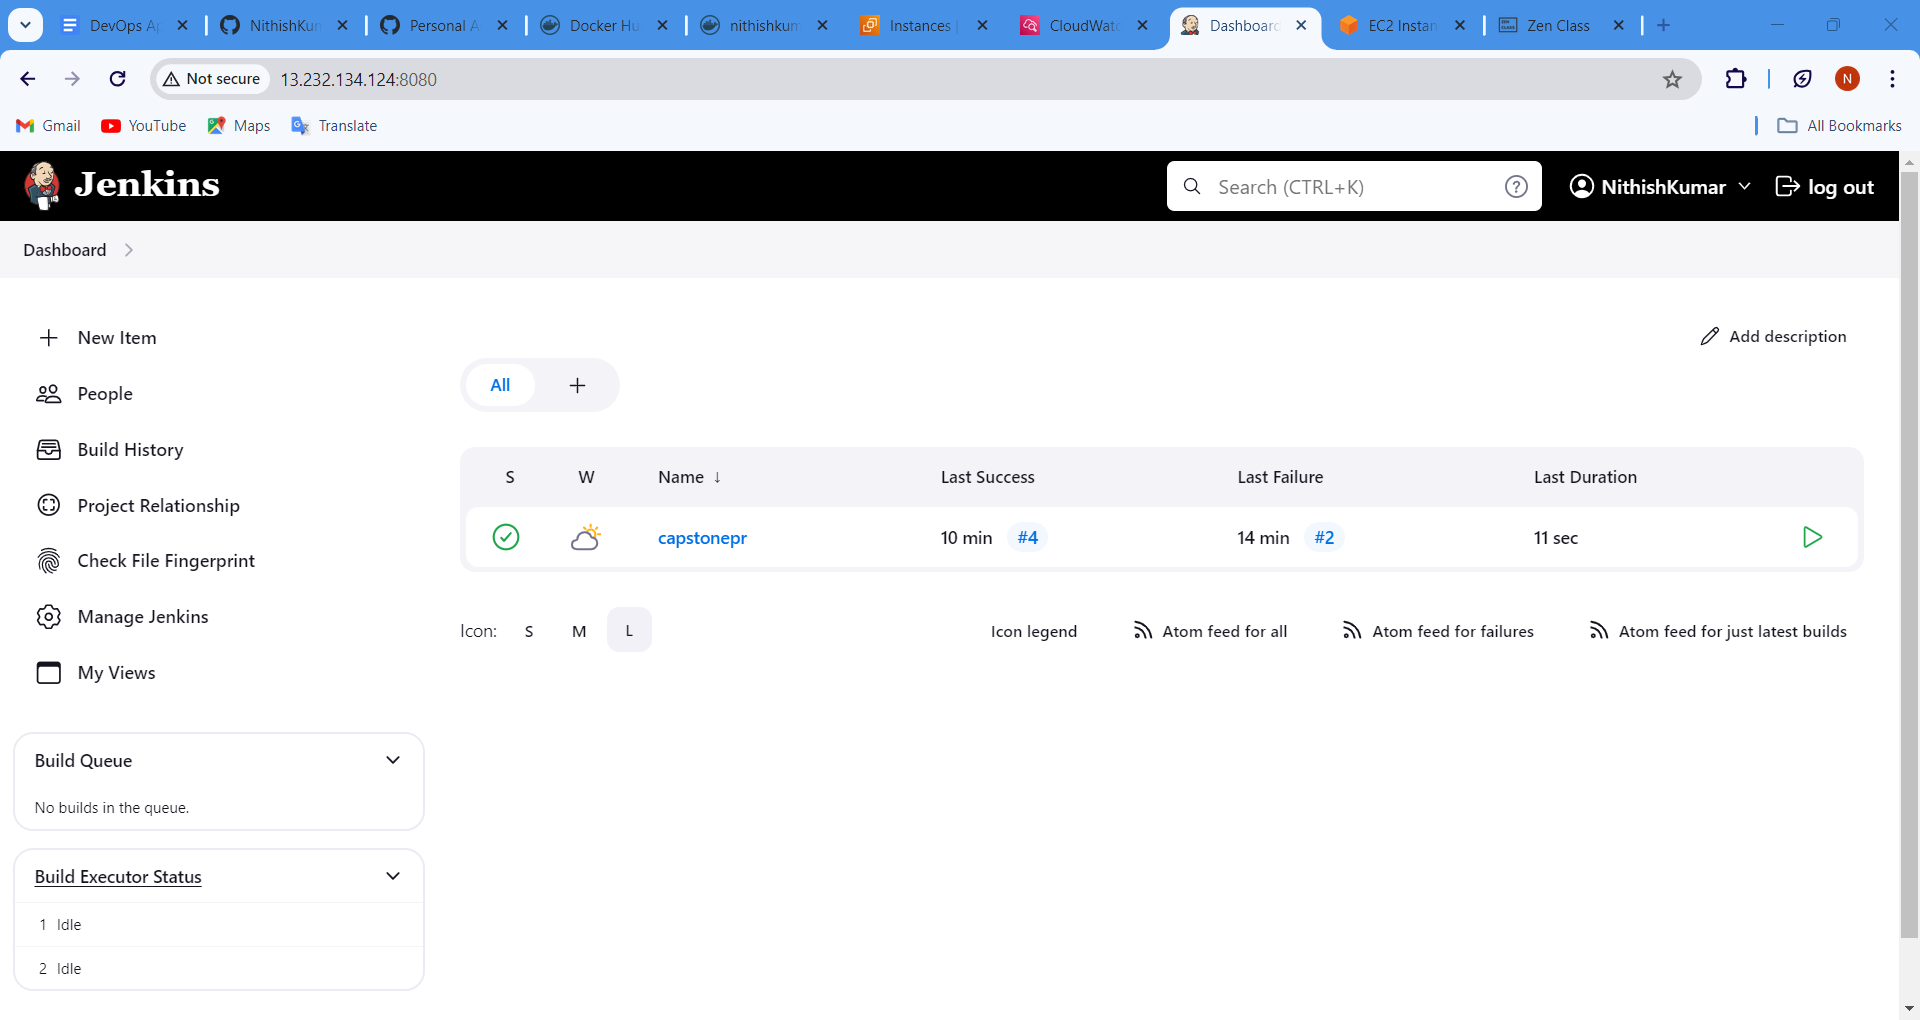 DevOps A
NithishKun
Personal A
Docker Hu
nithishkum
Instances |
CloudWatc
Dashboard
EC2 Instan
Zen Class
Not secure
13.232.134.124:8080
N
Gmail
YouTube
Maps
Translate
All Bookmarks
Jenkins
Search (CTRL+K)
NithishKumar
log out
Dashboard
New Item
People
Build History
Project Relationship
Check File Fingerprint
Manage Jenkins
My Views
Build Queue
No builds in the queue.
Build Executor Status
1 Idle
2 Idle
Add description
All
S W Name ↓ Last Success Last Failure Last Duration
capstonepr 10 min #4 14 min #2 11 sec
Icon: S M L
Icon legend
Atom feed for all
Atom feed for failures
Atom feed for just latest builds